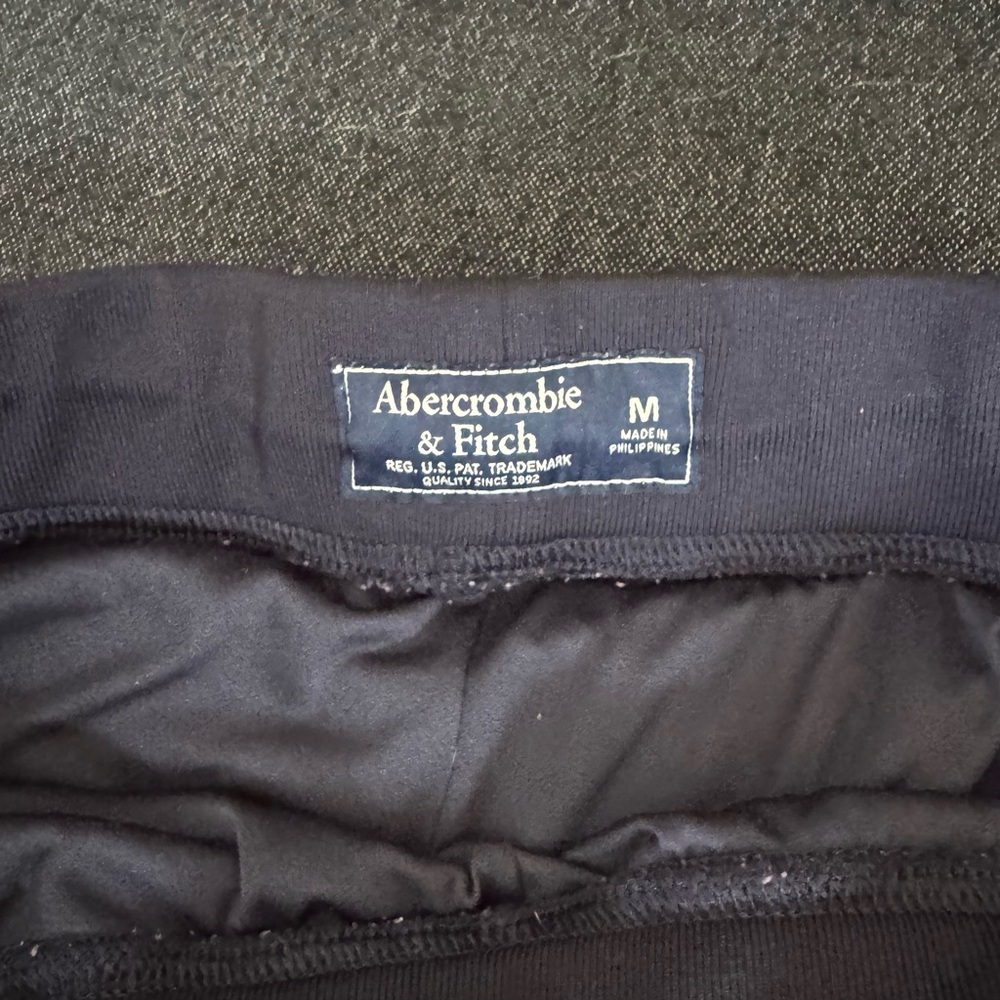 Abercrombie
& Fitch
REG. U.S. PAT. TRADEMARK
QUALITY SINCE 1892
M
MADE IN
PHILIPPINES